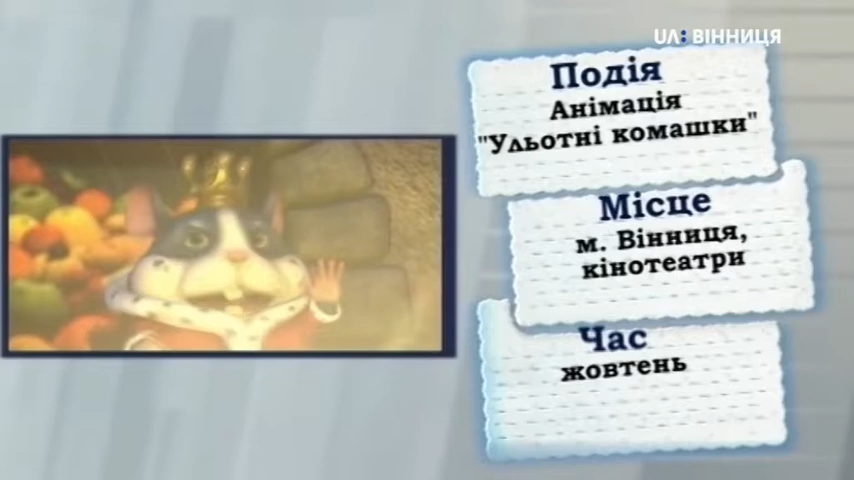 UA: ВІННИЦЯ
Подія
Анімація
"Ульотні комашки"
Місце
м. Вінниця,
кінотеатри
Час
жовтень